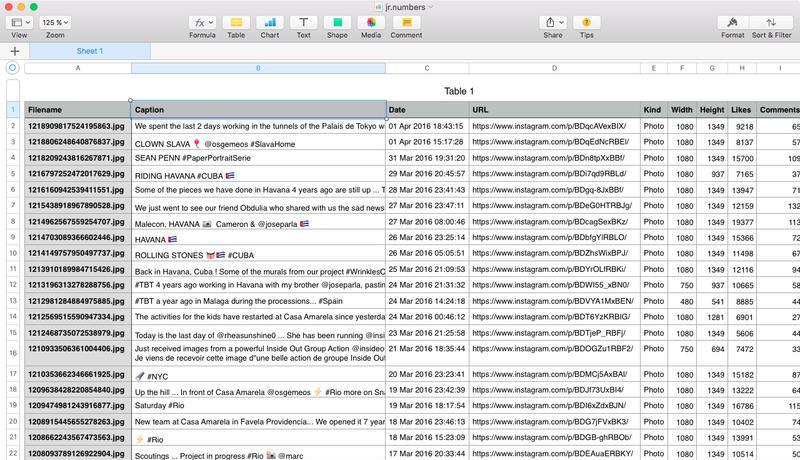 jr.numbers
125 %
View Zoom Formula Table Chart Text Shape Media Comment Share Tips Format Sort & Filter
Sheet 1
A B C D E F G H I
Table 1
1 Filename Caption Date URL Kind Width Height Likes Comments
2 1218909817524195863.jpg We spent the last 2 days working in the tunnels of the Palais de Tokyo w 01 Apr 2016 18:43:15 https://www.instagram.com/p/BDqcAVexBIX/ Photo 1080 1349 9218 65
3 1218806248640876837.jpg CLOWN SLAVA 🎈 @osgemeos #SlavaHome 01 Apr 2016 15:17:28 https://www.instagram.com/p/BDqEdNcRBEl/ Photo 1080 1349 8137 57
4 1218209243816267871.jpg SEAN PENN #PaperPortraitSerie 31 Mar 2016 19:31:20 https://www.instagram.com/p/BDn8tpXxBBf/ Photo 1080 1349 15700 109
5 1216797252472017629.jpg RIDING HAVANA #CUBA 🇨🇺 29 Mar 2016 20:45:57 https://www.instagram.com/p/BDi7qd9RBLd/ Photo 1080 937 7165 37
6 1216160942539411551.jpg Some of the pieces we have done in Havana 4 years ago are still up ... T 28 Mar 2016 23:41:43 https://www.instagram.com/p/BDgq-8JxBBf/ Photo 1080 1349 13947 71
7 1215438918967890528.jpg We just went to see our friend Obdulia who shared with us the sad news 27 Mar 2016 23:47:11 https://www.instagram.com/p/BDeG0HTRBJg/ Photo 1080 1349 12159 132
8 1214962567559254707.jpg Malecon, HAVANA 📷 Cameron & @joseparla 🇨🇺 27 Mar 2016 08:00:46 https://www.instagram.com/p/BDcagSexBKz/ Photo 1080 1349 19377 113
9 1214703089366602446.jpg HAVANA 🇨🇺 26 Mar 2016 23:25:14 https://www.instagram.com/p/BDbfgYlRBLO/ Photo 1080 1349 15366 72
10 1214149757950497737.jpg ROLLING STONES 🇨🇺 #CUBA 26 Mar 2016 05:05:51 https://www.instagram.com/p/BDZhsWixBPJ/ Photo 1080 1349 11498 67
11 1213910189984715426.jpg Back in Havana, Cuba ! Some of the murals from our project #WrinklesC 25 Mar 2016 21:09:53 https://www.instagram.com/p/BDYrOLfRBKi/ Photo 1080 1349 12116 94
12 1213196313278288756.jpg #TBT 4 years ago working in Havana with my brother @joseparla, pastin 24 Mar 2016 21:31:32 https://www.instagram.com/p/BDWI55_xBN0/ Photo 750 937 10665 58
13 1212981284884975885.jpg #TBT a year ago in Malaga during the processions... #Spain 24 Mar 2016 14:24:18 https://www.instagram.com/p/BDVYA1MxBEN/ Photo 480 541 8885 44
14 1212569515590947334.jpg The activities for the kids have restarted at Casa Amarela since yesterda 24 Mar 2016 00:46:12 https://www.instagram.com/p/BDT6YzKRBlG/ Photo 1080 1281 6901 27
15 1212468735072538979.jpg Today is the last day of @rheasunshine0 ... She has been running @insi 23 Mar 2016 21:25:58 https://www.instagram.com/p/BDTjeP_RBFj/ Photo 1080 1349 5606 44
16 1210933506361004406.jpg Just received images from a powerful Inside Out Group Action @insideo 21 Mar 2016 18:35:44 https://www.instagram.com/p/BDOGZu1RBF2/ Photo 750 694 7472 33
Je viens de recevoir cette image d"une belle action de groupe Inside Out
17 1210353662346661925.jpg 🚀 #NYC 20 Mar 2016 23:23:41 https://www.instagram.com/p/BDMCj5AxBAl/ Photo 1080 1349 15182 87
18 1209638428220854840.jpg Up the hill ... In front of Casa Amarela @osgemeos ⚡ #Rio more on Sn 19 Mar 2016 23:42:39 https://www.instagram.com/p/BDJf73UxBI4/ Photo 1080 1349 13222 64
19 1209474981243916877.jpg Saturday #Rio 19 Mar 2016 18:17:54 https://www.instagram.com/p/BDI6xZdxBJN/ Photo 1080 1349 16786 115
20 1208915445655278263.jpg New team at Casa Amarela in Favela Providencia... We opened it 7 year 18 Mar 2016 23:46:13 https://www.instagram.com/p/BDG7jFVxBK3/ Photo 1080 1349 10402 74
21 1208662243567473563.jpg ⚡ #Rio 18 Mar 2016 15:23:09 https://www.instagram.com/p/BDGB-ghRBOb/ Photo 1080 1349 13991 53
22 1208093789126922904.jpg Scoutings ... Project in progress #Rio 📷 @marc 17 Mar 2016 20:33:44 https://www.instagram.com/p/BDEAuaERBKY/ Photo 1080 1349 10514 50